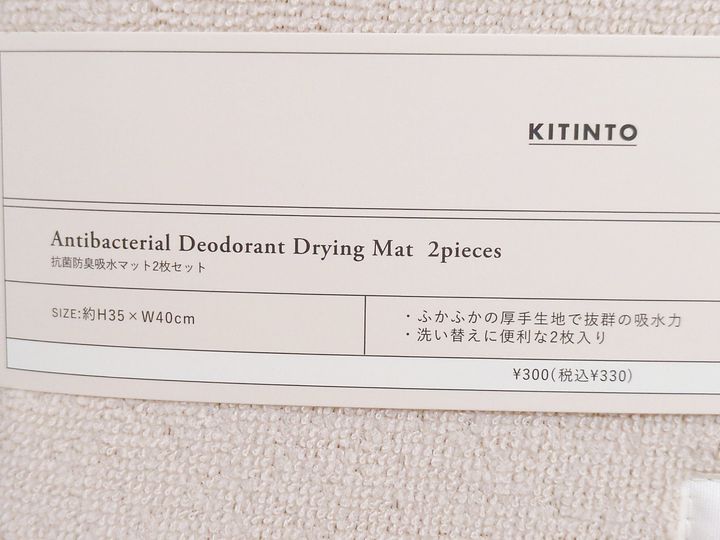 KITINTO
Antibacterial Deodorant Drying Mat 2pieces
抗菌防臭吸水マット2枚セット
SIZE:約H35×W40cm
・ふかふかの厚手生地で抜群の吸水力
・洗い替えに便利な2枚入り
¥300(税込¥330)